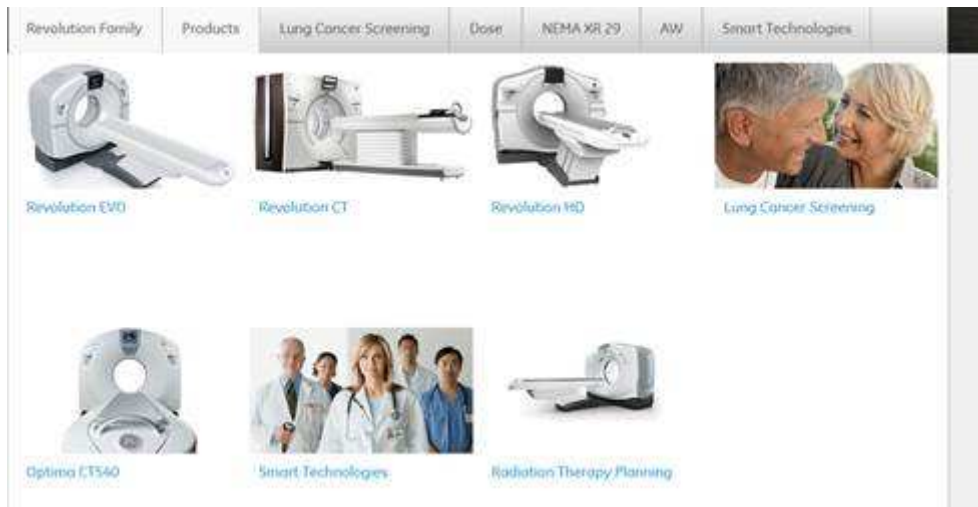 Revolution Family Products Lung Cancer Screening Dose NEMA XR 29 AW Smart Technologies
Revolution EVO Revolution CT Revolution HD Lung Cancer Screening
Optima CT540 Smart Technologies Radiation Therapy Planning